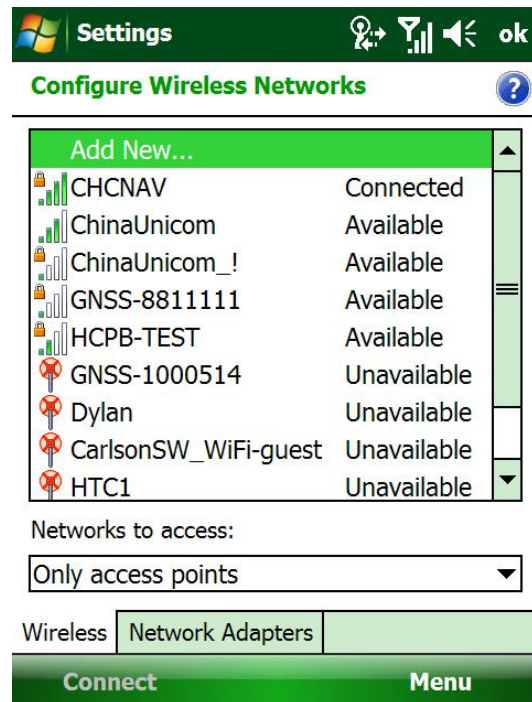 Settings ok
Configure Wireless Networks ?
Add New...
CHCNAV Connected
ChinaUnicom Available
ChinaUnicom_! Available
GNSS-8811111 Available
HCPB-TEST Available
GNSS-1000514 Unavailable
Dylan Unavailable
CarlsonSW_WiFi-guest Unavailable
HTC1 Unavailable
Networks to access:
Only access points
Wireless Network Adapters
Connect Menu